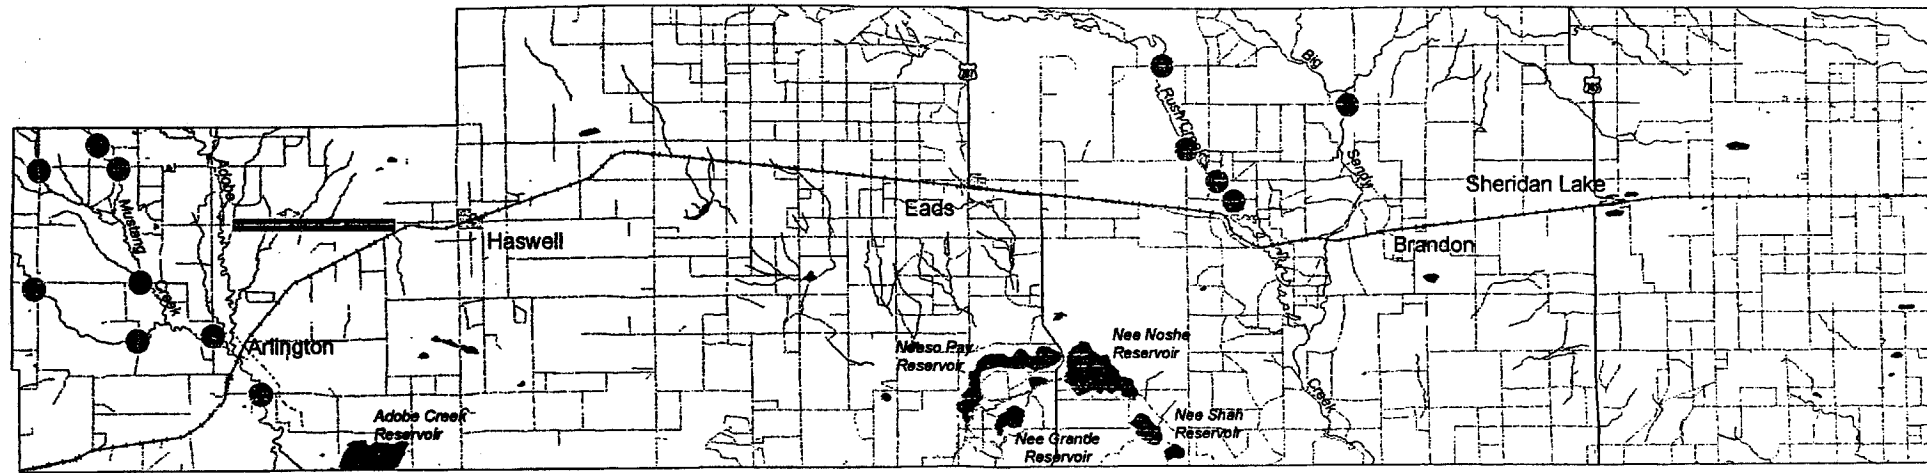 287
Big
Rush Creek
385
Adobe
Sandy
Sheridan Lake
Mustang
Eads
Haswell
Brandon
Creek
Arlington
Neeso Pay
Reservoir
Nee Noshe
Reservoir
Adobe Creek
Reservoir
Nee Grande
Reservoir
Nee Shah
Reservoir
Creek